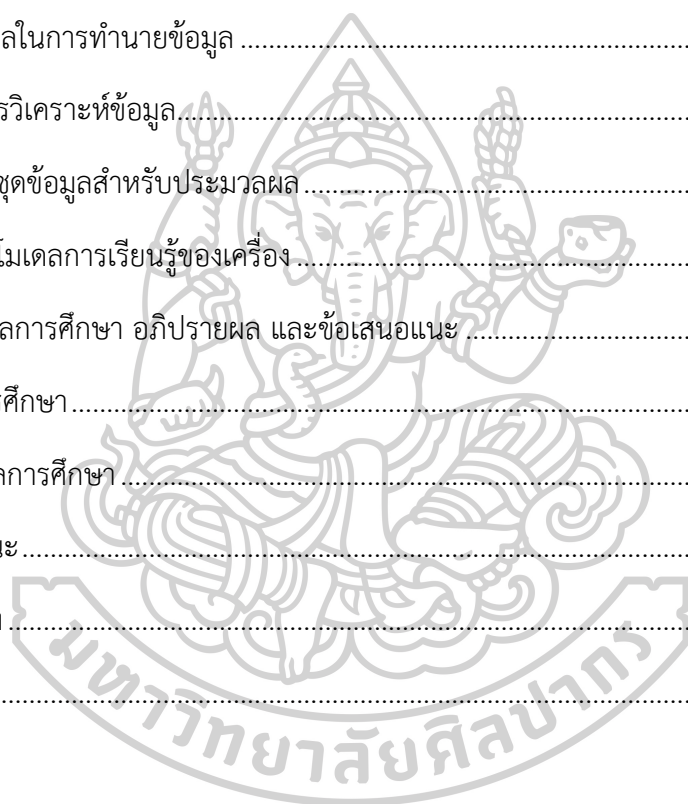 ลในการทำนายข้อมูล ........................................................
รวิเคราะห์ข้อมูล........................................................
ชุดข้อมูลสำหรับประมวลผล........................................................
โมเดลการเรียนรู้ของเครื่อง ........................................................
ลการศึกษา อภิปรายผล และข้อเสนอแนะ ........................................................
รศึกษา........................................................
ลการศึกษา ........................................................
นะ........................................................
........................................................
........................................................
มหาวิทยาลัยศิลปากร